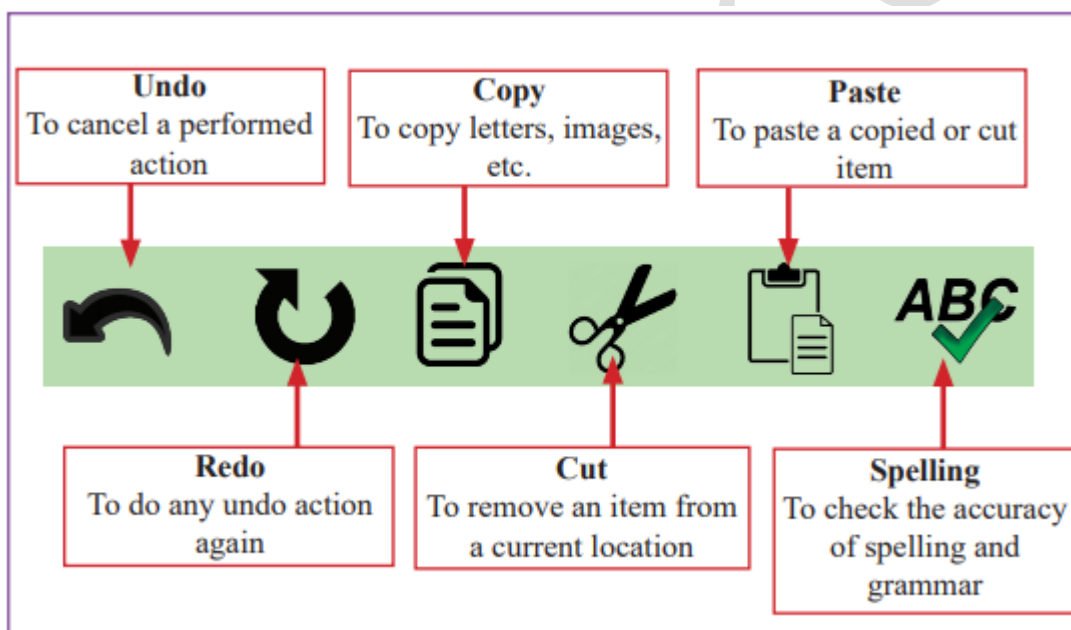 Undo
To cancel a performed
action
Copy
To copy letters, images,
etc.
Paste
To paste a copied or cut
item
ABC
Redo
To do any undo action
again
Cut
To remove an item from
a current location
Spelling
To check the accuracy
of spelling and
grammar